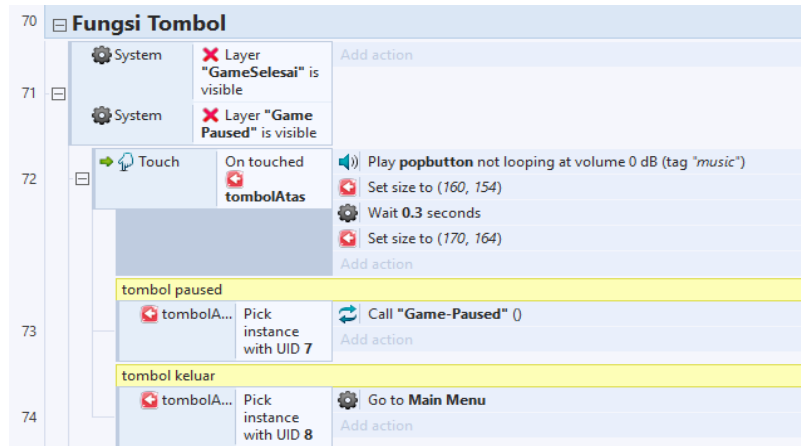 70 Fungsi Tombol
71
System Layer "GameSelesai" is visible Add action
System Layer "Game Paused" is visible
72
Touch On touched tombolAtas
Play popbutton not looping at volume 0 dB (tag "music")
Set size to (160, 154)
Wait 0.3 seconds
Set size to (170, 164)
Add action
tombol paused
73
tombolA... Pick instance with UID 7
Call "Game-Paused" ()
Add action
tombol keluar
74
tombolA... Pick instance with UID 8
Go to Main Menu
Add action